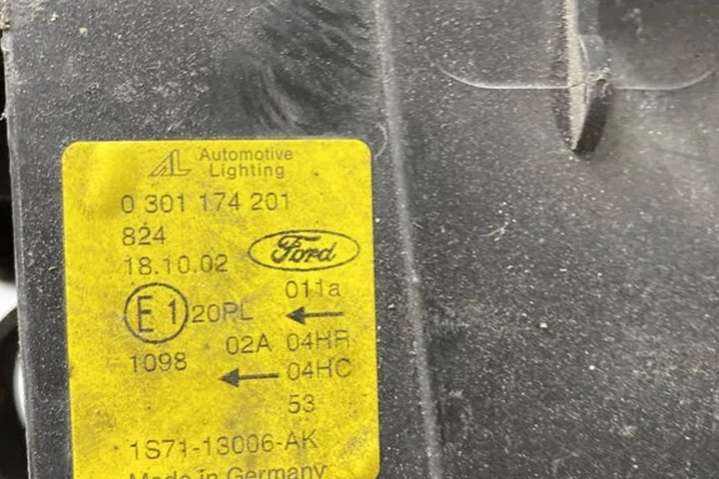 AL Automotive
Lighting
0 301 174 201
824
Ford
18.10.02
011a
E1 20PL
02A 04HR
1098
04HC
53
1S71-13006-AK
Made in Germany